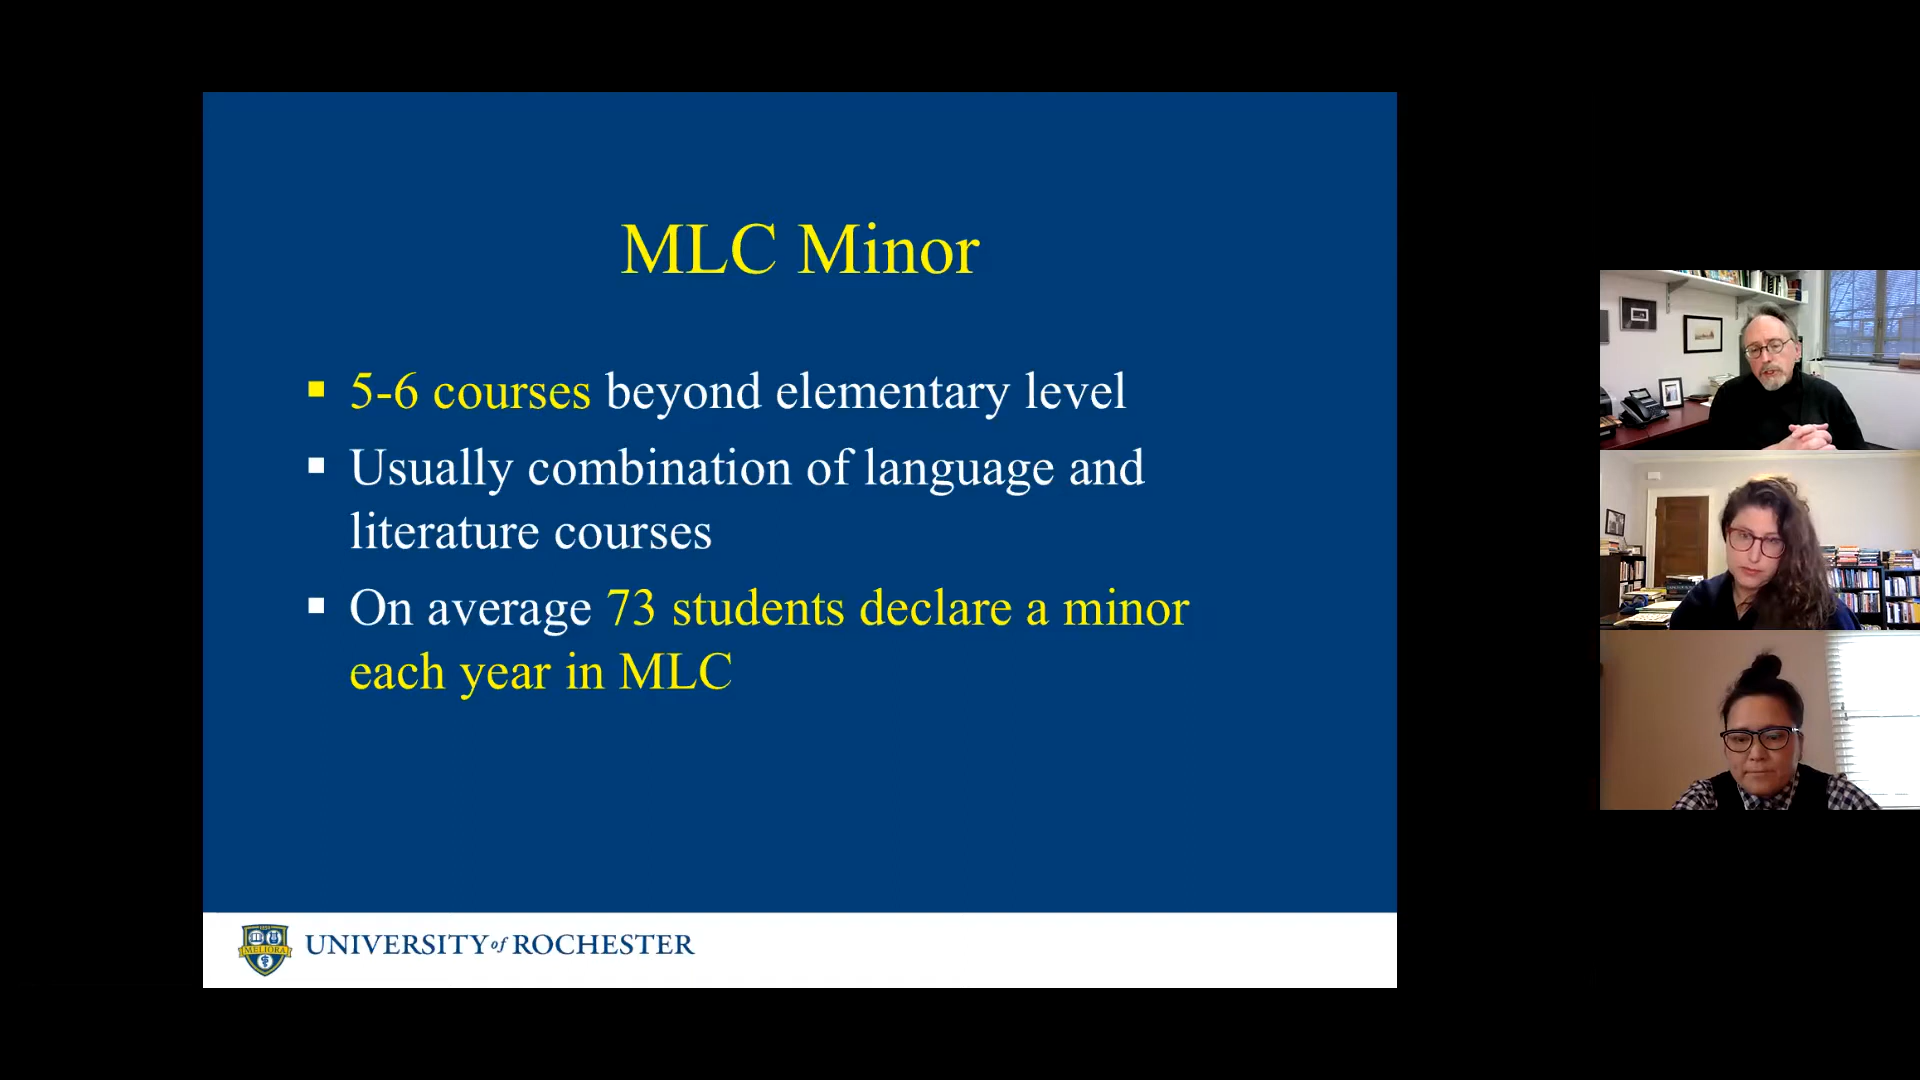 MLC Minor
▪ 5-6 courses beyond elementary level
▪ Usually combination of language and
literature courses
▪ On average 73 students declare a minor
each year in MLC
MELIORA
UNIVERSITY of ROCHESTER